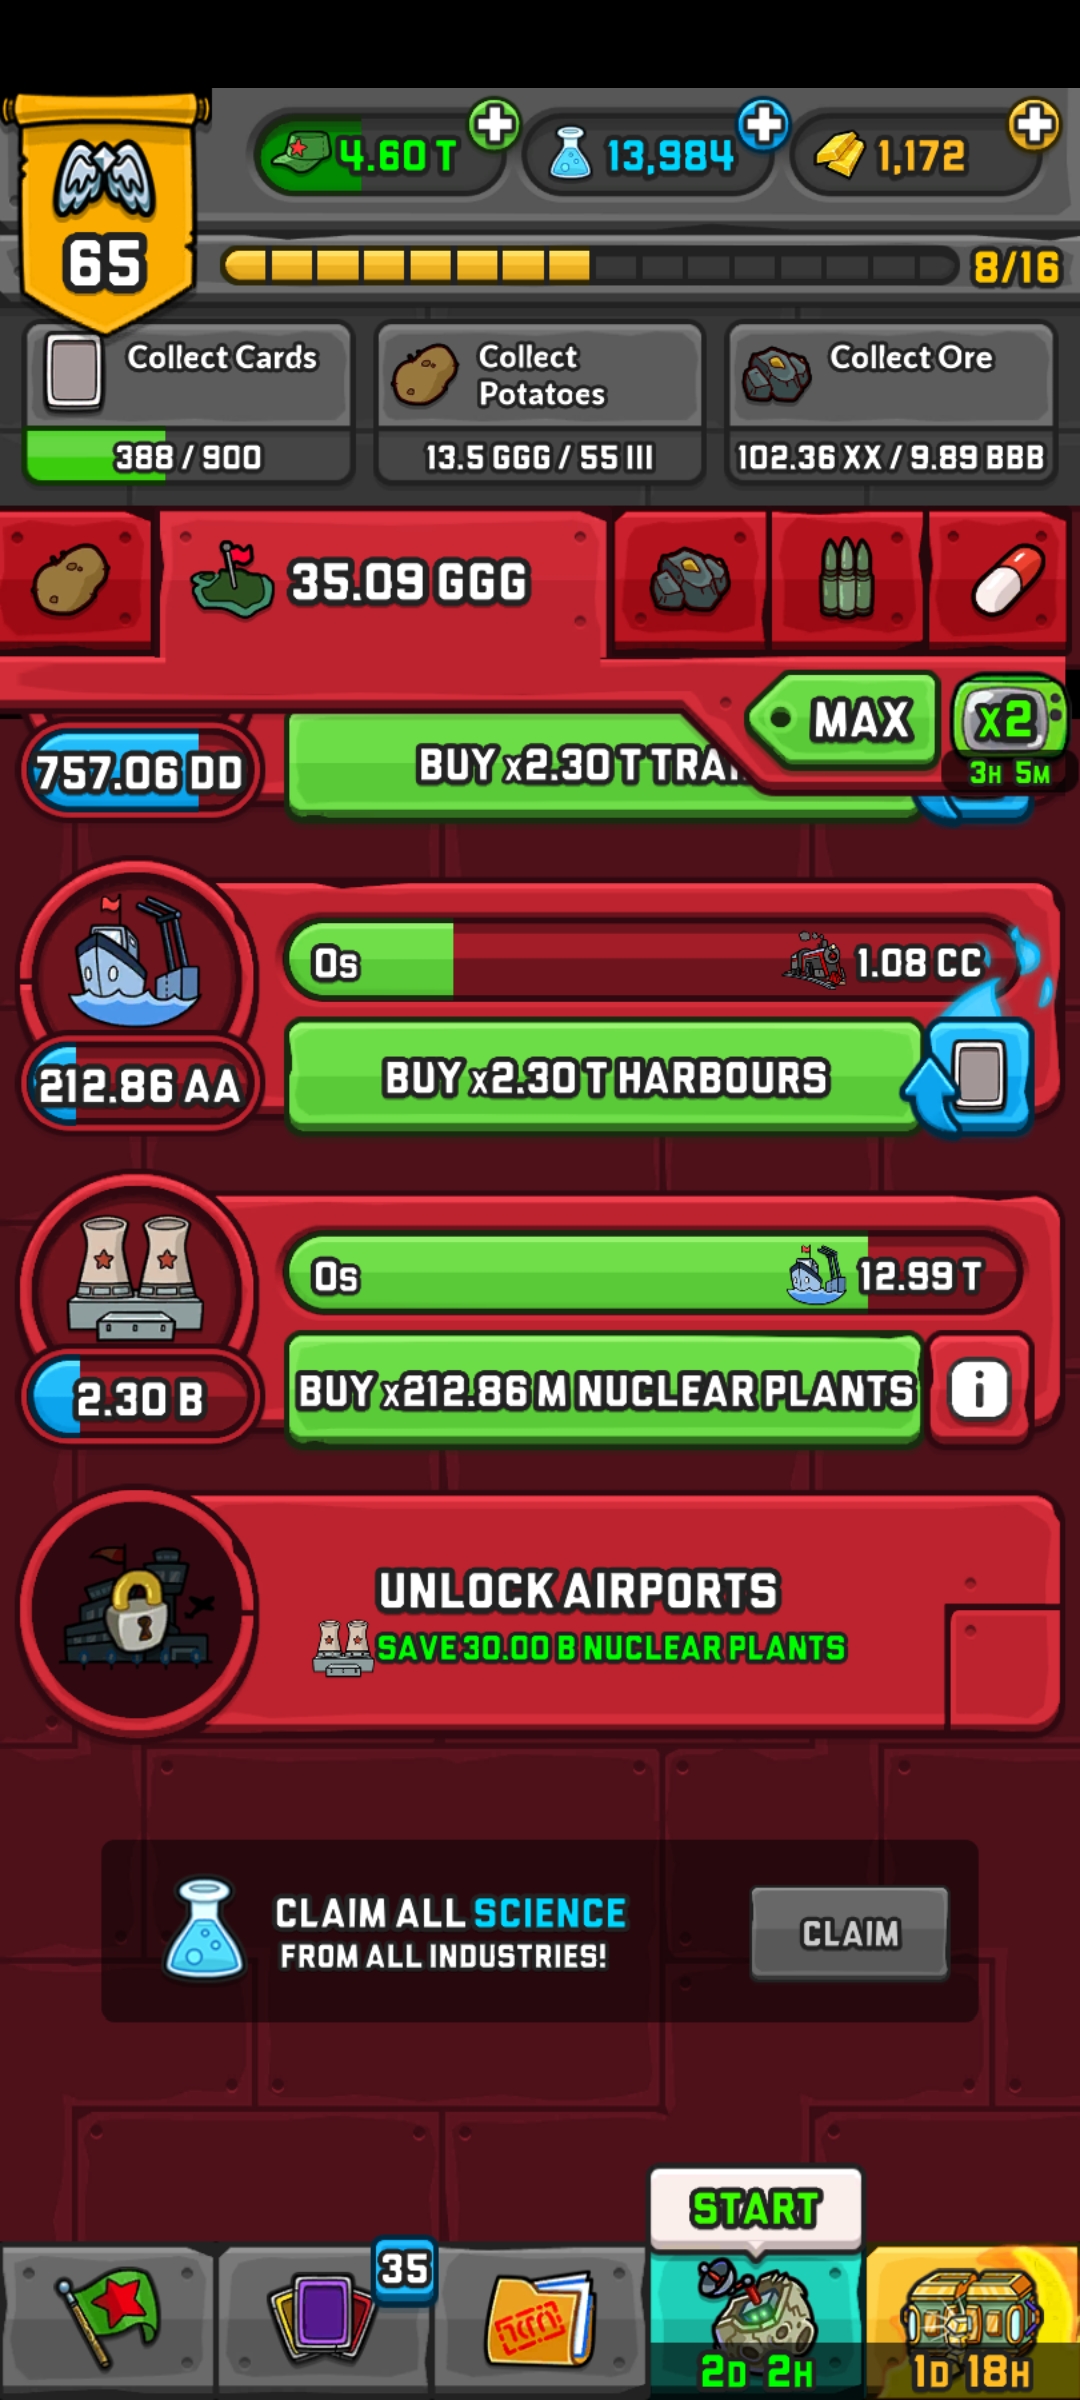 65
4.60 T
13,984
1,172
8/16
Collect Cards
388 / 900
Collect
Potatoes
13.5 GGG / 55 III
Collect Ore
102.36 XX / 9.89 BBB
35.09 GGG
MAX
x2
3H 5M
757.06 DD
BUY x2.30 T
0s
1.08 CC
212.86 AA
BUY x2.30 T HARBOURS
0s
12.99 T
2.30 B
BUY x212.86 M NUCLEAR PLANTS
i
UNLOCK AIRPORTS
SAVE 30.00 B NUCLEAR PLANTS
CLAIM ALL SCIENCE
FROM ALL INDUSTRIES!
CLAIM
START
35
2D 2H
1D 18H